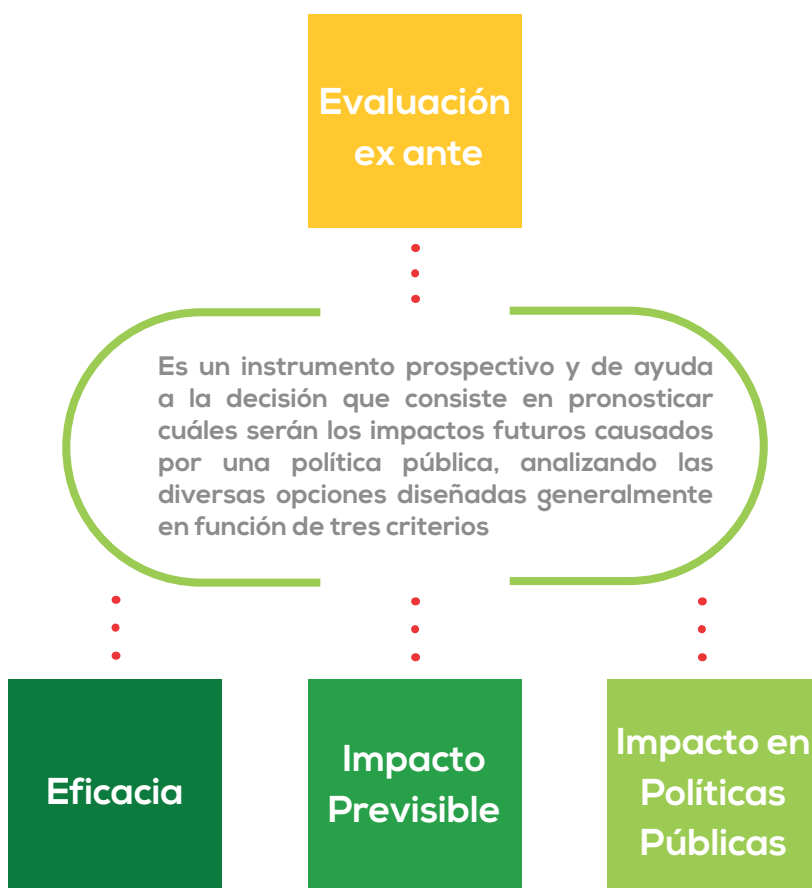 Evaluación
ex ante
Es un instrumento prospectivo y de ayuda
a la decisión que consiste en pronosticar
cuáles serán los impactos futuros causados
por una política pública, analizando las
diversas opciones diseñadas generalmente
en función de tres criterios
Eficacia
Impacto
Previsible
Impacto en
Políticas
Públicas